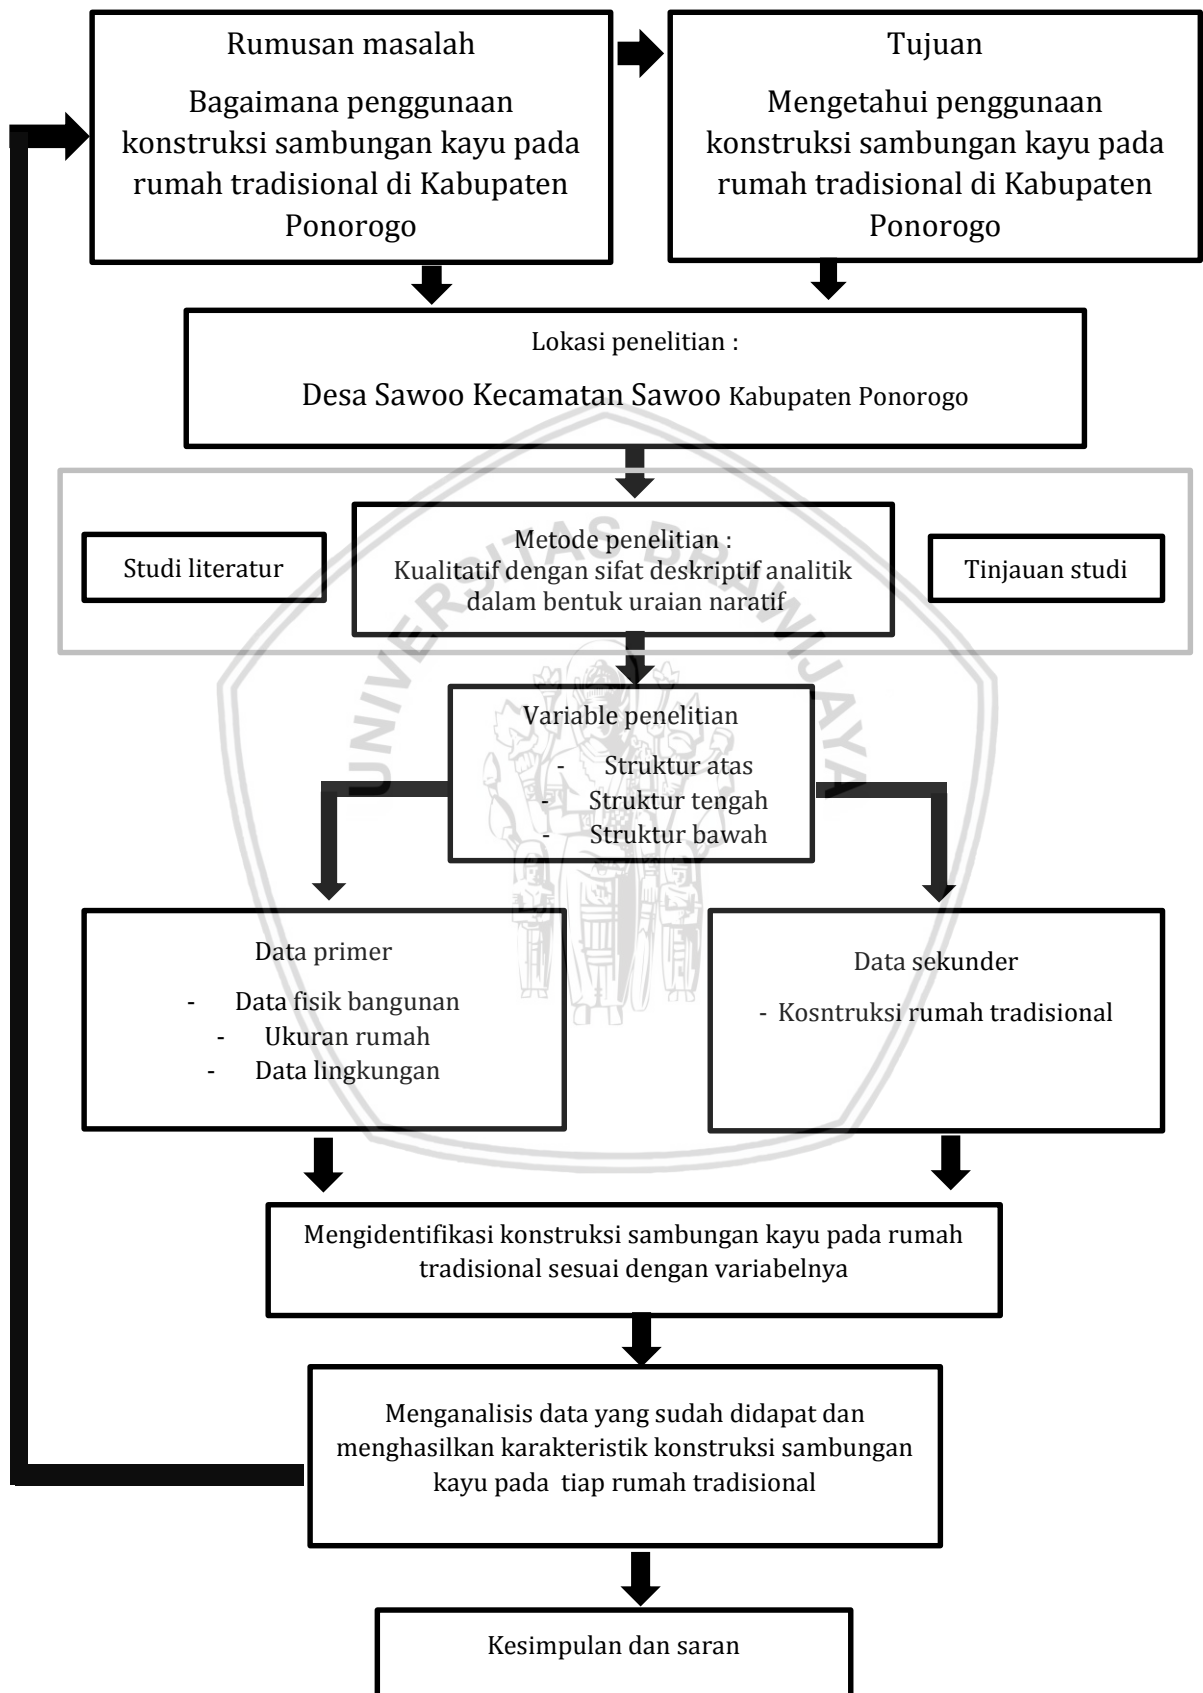 Rumusan masalah
Bagaimana penggunaan
konstruksi sambungan kayu pada
rumah tradisional di Kabupaten
Ponorogo
Tujuan
Mengetahui penggunaan
konstruksi sambungan kayu pada
rumah tradisional di Kabupaten
Ponorogo
Lokasi penelitian :
Desa Sawoo Kecamatan Sawoo Kabupaten Ponorogo
Studi literatur
Metode penelitian :
Kualitatif dengan sifat deskriptif analitik
dalam bentuk uraian naratif
Tinjauan studi
UNIVERSITAS BRAWIJAYA
Variable penelitian
- Struktur atas
- Struktur tengah
- Struktur bawah
Data primer
- Data fisik bangunan
- Ukuran rumah
- Data lingkungan
Data sekunder
- Kosntruksi rumah tradisional
Mengidentifikasi konstruksi sambungan kayu pada rumah
tradisional sesuai dengan variabelnya
Menganalisis data yang sudah didapat dan
menghasilkan karakteristik konstruksi sambungan
kayu pada tiap rumah tradisional
Kesimpulan dan saran